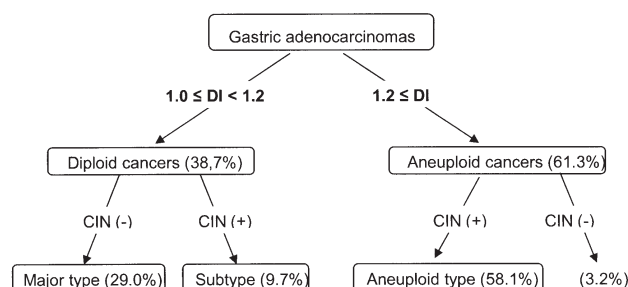 Gastric adenocarcinomas
1.0 ≤ DI < 1.2
1.2 ≤ DI
Diploid cancers (38,7%)
Aneuploid cancers (61.3%)
CIN (-)
CIN (+)
CIN (+)
CIN (-)
Major type (29.0%)
Subtype (9.7%)
Aneuploid type (58.1%)
(3.2%)